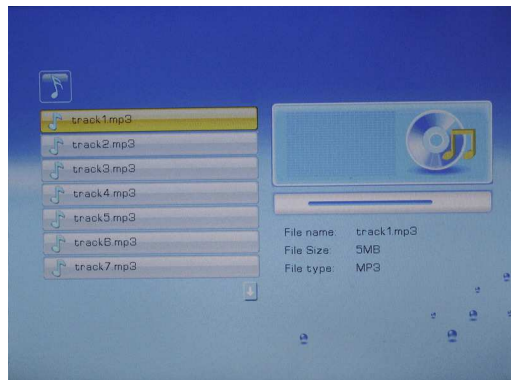 track1.mp3
track2.mp3
track3.mp3
track4.mp3
track5.mp3
track6.mp3
track7.mp3
File name: track1.mp3
File Size: 5MB
File type: MP3